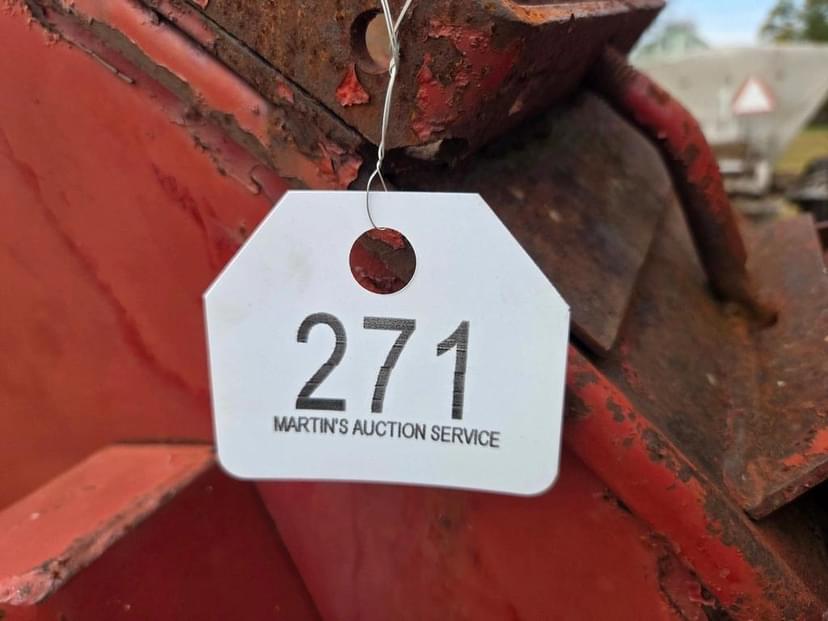 271
MARTIN'S AUCTION SERVICE